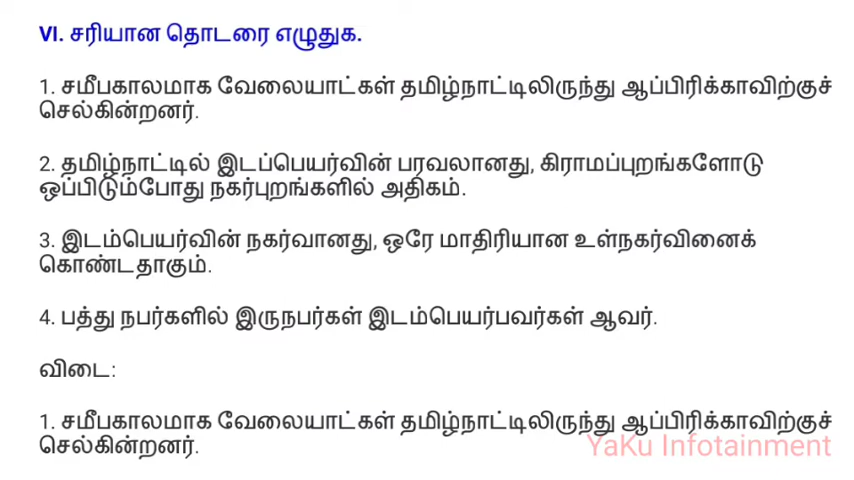 VI. சரியான தொடரை எழுதுக.
1. சமீபகாலமாக வேலையாட்கள் தமிழ்நாட்டிலிருந்து ஆப்பிரிக்காவிற்குச்
செல்கின்றனர்.
2. தமிழ்நாட்டில் இடப்பெயர்வின் பரவலானது, கிராமப்புறங்களோடு
ஒப்பிடும்போது நகர்புறங்களில் அதிகம்.
3. இடம்பெயர்வின் நகர்வானது, ஒரே மாதிரியான உள்நகர்வினைக்
கொண்டதாகும்.
4. பத்து நபர்களில் இருநபர்கள் இடம்பெயர்பவர்கள் ஆவர்.
விடை:
1. சமீபகாலமாக வேலையாட்கள் தமிழ்நாட்டிலிருந்து ஆப்பிரிக்காவிற்குச்
செல்கின்றனர்.
YaKu Infotainment